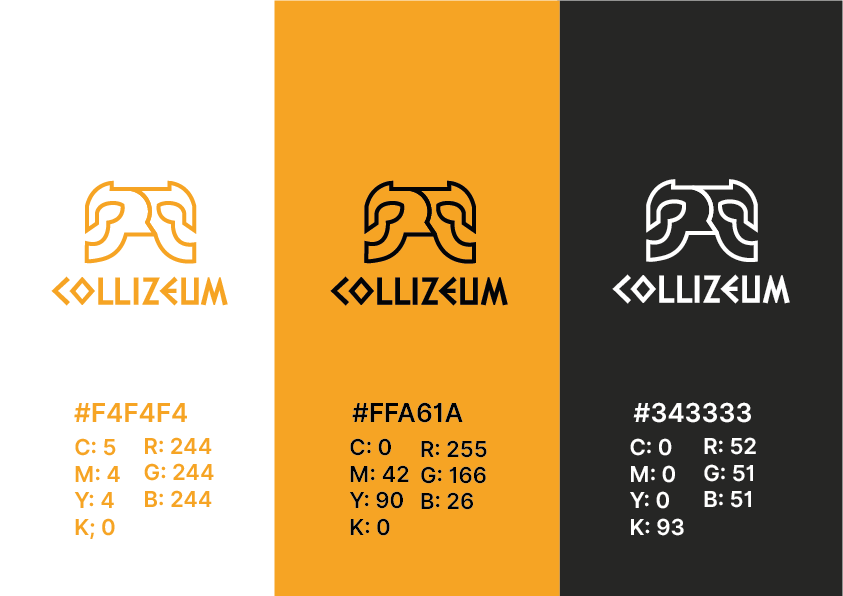 COLLIZEUM
#F4F4F4
C: 5 R: 244
M: 4 G: 244
Y: 4 B: 244
K; 0
COLLIZEUM
#FFA61A
C: 0 R: 255
M: 42 G: 166
Y: 90 B: 26
K: 0
COLLIZEUM
#343333
C: 0 R: 52
M: 0 G: 51
Y: 0 B: 51
K: 93